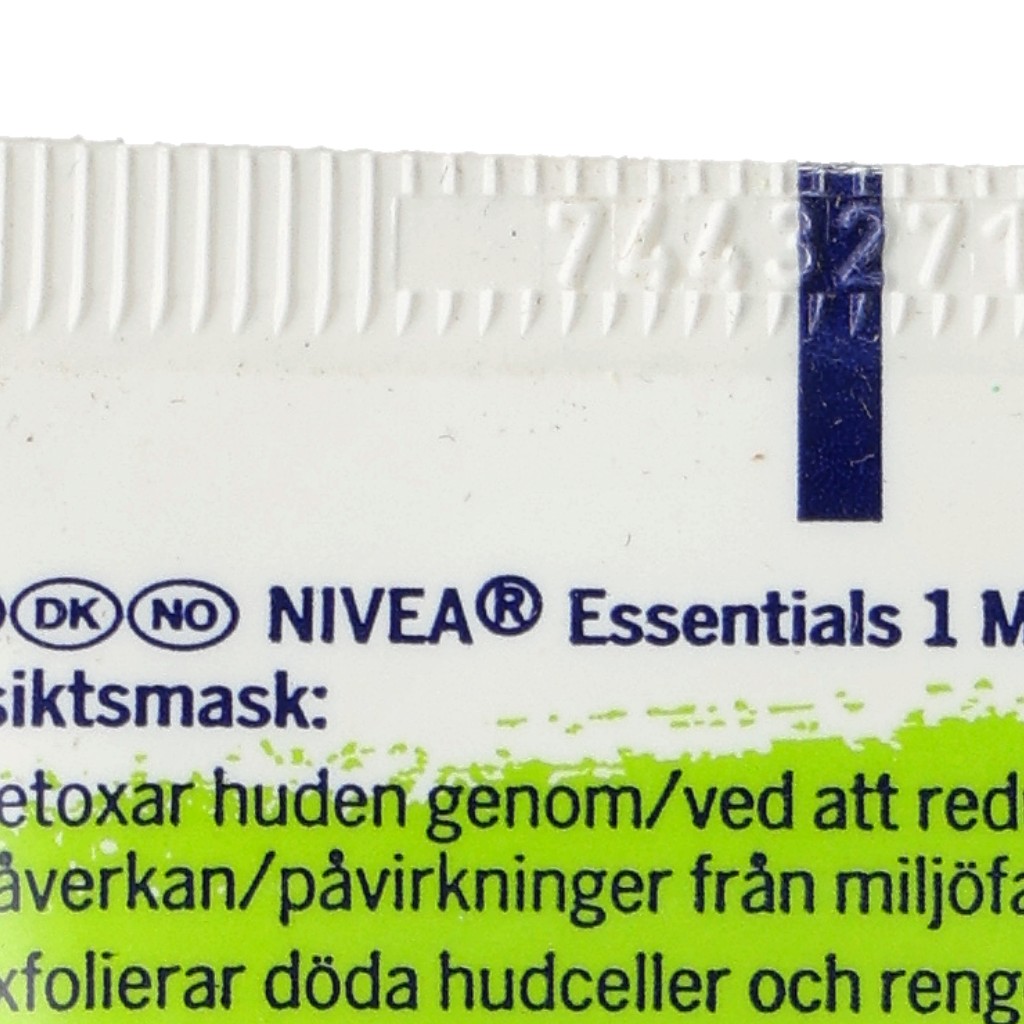 7443271
DK NO NIVEA® Essentials 1 M
siktsmask:
etoxar huden genom/ved att red
åverkan/påvirkninger från miljöfa
xfolierar döda hudceller och reng